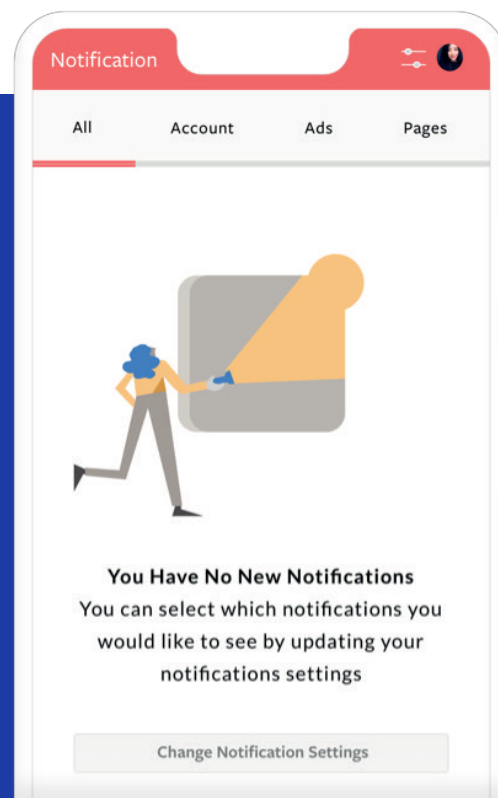 Notification
All Account Ads Pages
You Have No New Notifications
You can select which notifications you
would like to see by updating your
notifications settings
Change Notification Settings